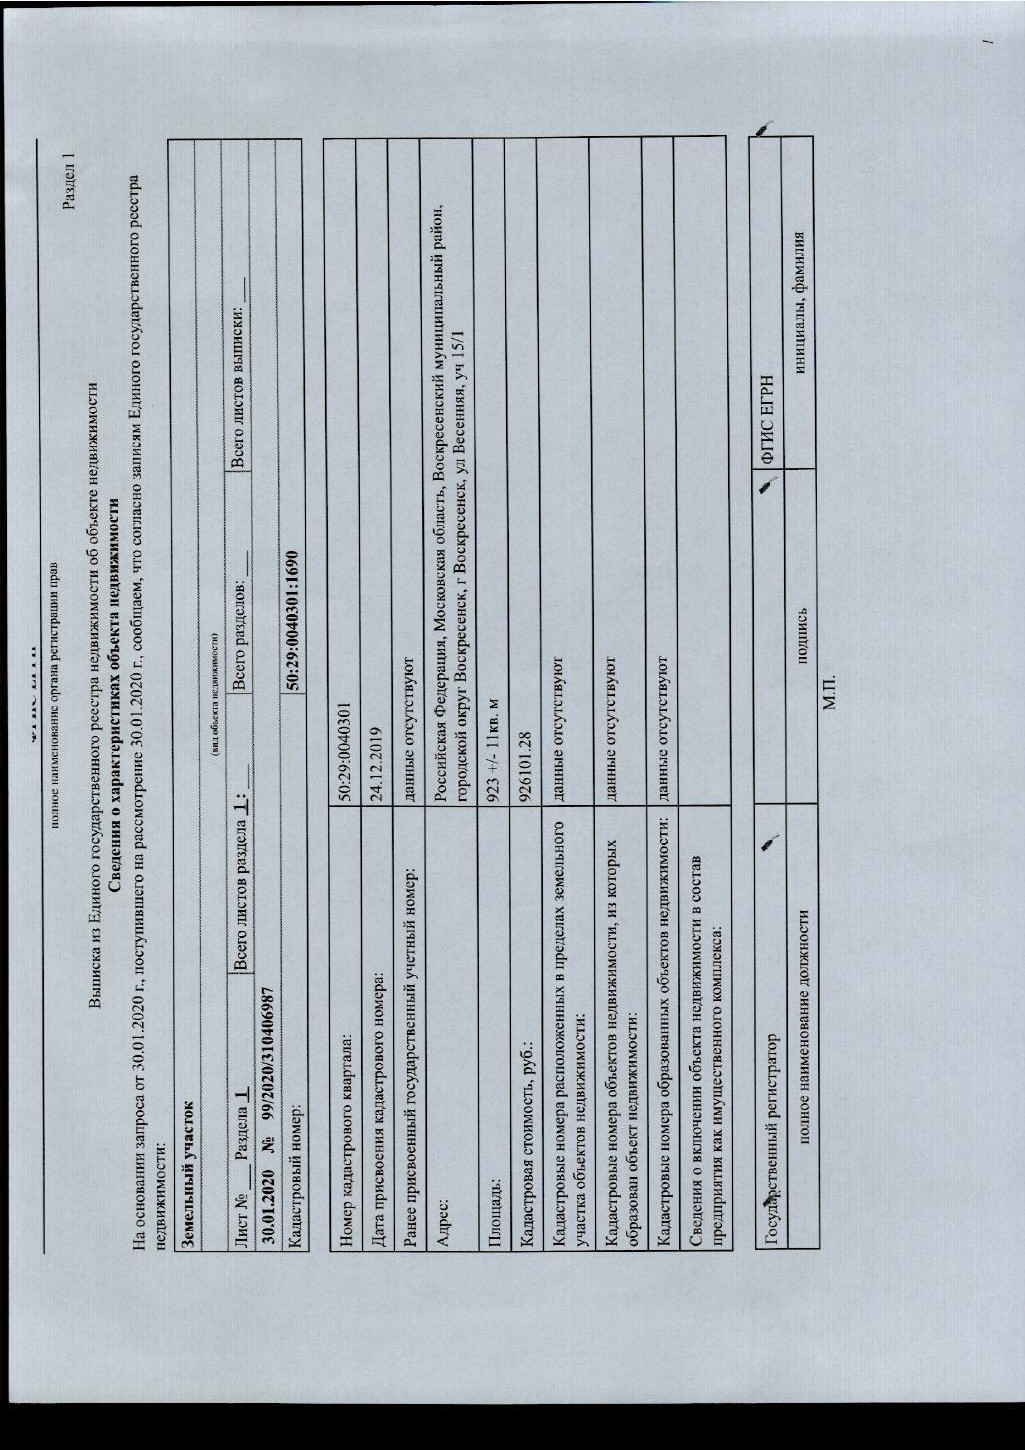 полное наименование органа регистрации прав
Раздел 1
Выписка из Единого государственного реестра недвижимости об объекте недвижимости
Сведения о характеристиках объекта недвижимости
На основании запроса от 30.01.2020 г., поступившего на рассмотрение 30.01.2020 г., сообщаем, что согласно записям Единого государственного реестра
недвижимости:
Земельный участок
(вид объекта недвижимости)
Лист № ___ Раздела 1 Всего листов раздела 1 : ___ Всего разделов: ___ Всего листов выписки: ___
30.01.2020 № 99/2020/310406987
Кадастровый номер: 50:29:0040301:1690
Номер кадастрового квартала: 50:29:0040301
Дата присвоения кадастрового номера: 24.12.2019
Ранее присвоенный государственный учетный номер: данные отсутствуют
Адрес: Российская Федерация, Московская область, Воскресенский муниципальный район,
городской округ Воскресенск, г Воскресенск, ул Весенняя, уч 15/1
Площадь: 923 +/- 11кв. м
Кадастровая стоимость, руб.: 926101.28
Кадастровые номера расположенных в пределах земельного
участка объектов недвижимости: данные отсутствуют
Кадастровые номера объектов недвижимости, из которых
образован объект недвижимости: данные отсутствуют
Кадастровые номера образованных объектов недвижимости: данные отсутствуют
Сведения о включении объекта недвижимости в состав
предприятия как имущественного комплекса:
Государственный регистратор ФГИС ЕГРН
полное наименование должности подпись инициалы, фамилия
М.П.